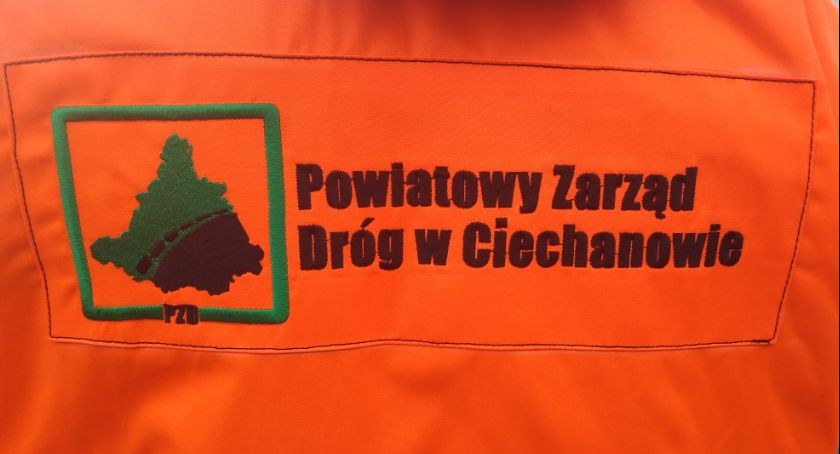 Powiatowy Zarząd
Dróg w Ciechanowie
PZD